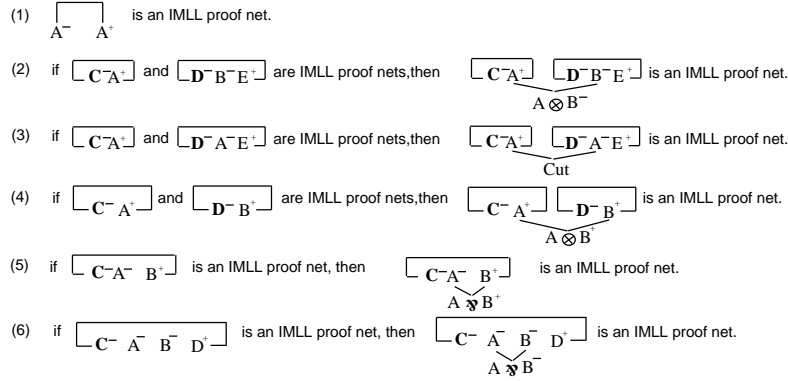 (1) A⁻ A⁺ is an IMLL proof net.
(2) if C⁻A⁺ and D⁻B⁻E⁺ are IMLL proof nets,then C⁻A⁺ D⁻B⁻E⁺ is an IMLL proof net.
A ⊗ B⁻
(3) if C⁻A⁺ and D⁻A⁻E⁺ are IMLL proof nets,then C⁻A⁺ D⁻A⁻E⁺ is an IMLL proof net.
Cut
(4) if C⁻ A⁺ and D⁻ B⁺ are IMLL proof nets,then C⁻ A⁺ D⁻ B⁺ is an IMLL proof net.
A ⊗ B⁺
(5) if C⁻A⁻ B⁺ is an IMLL proof net, then C⁻A⁻ B⁺ is an IMLL proof net.
A ⅋ B⁺
(6) if C⁻ A⁻ B⁻ D⁺ is an IMLL proof net, then C⁻ A⁻ B⁻ D⁺ is an IMLL proof net.
A ⅋ B⁻